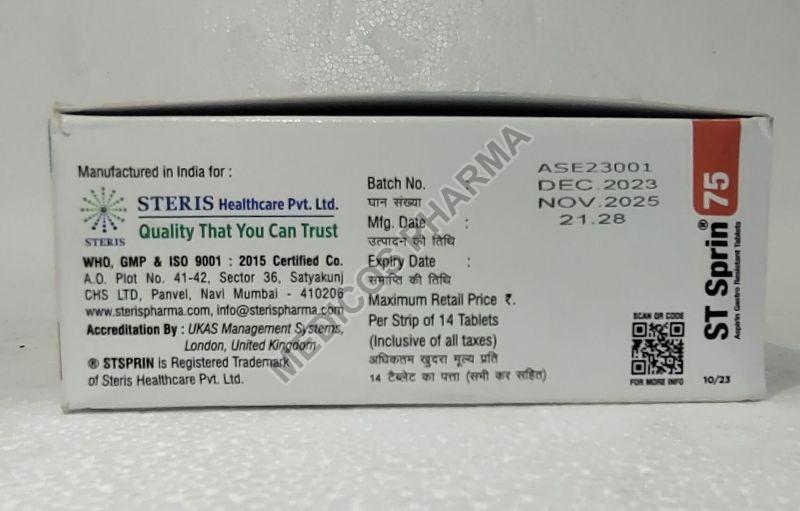 Manufactured in India for :
STERIS Healthcare Pvt. Ltd.
Quality That You Can Trust
STERIS
WHO, GMP & ISO 9001 : 2015 Certified Co.
A.O. Plot No. 41-42, Sector 36, Satyakunj
CHS LTD, Panvel, Navi Mumbai - 410206
www.sterispharma.com, info@sterispharma.com
Accreditation By : UKAS Management Systems,
London, United Kingdom
® STSPRIN is Registered Trademark
of Steris Healthcare Pvt. Ltd.
Batch No. :
घान संख्या
Mfg. Date :
उत्पादन की तिथि
Expiry Date :
समाप्ति की तिथि
Maximum Retail Price ₹.
Per Strip of 14 Tablets
(Inclusive of all taxes)
अधिकतम खुदरा मूल्य प्रति
14 टैब्लेट का पत्ता (सभी कर सहित)
ASE23001
DEC.2023
NOV.2025
21.28
SCAN QR CODE
FOR MORE INFO
ST Sprin® 75
Aspirin Gastro Resistant Tablets
10/23
MEDICOS PHARMA